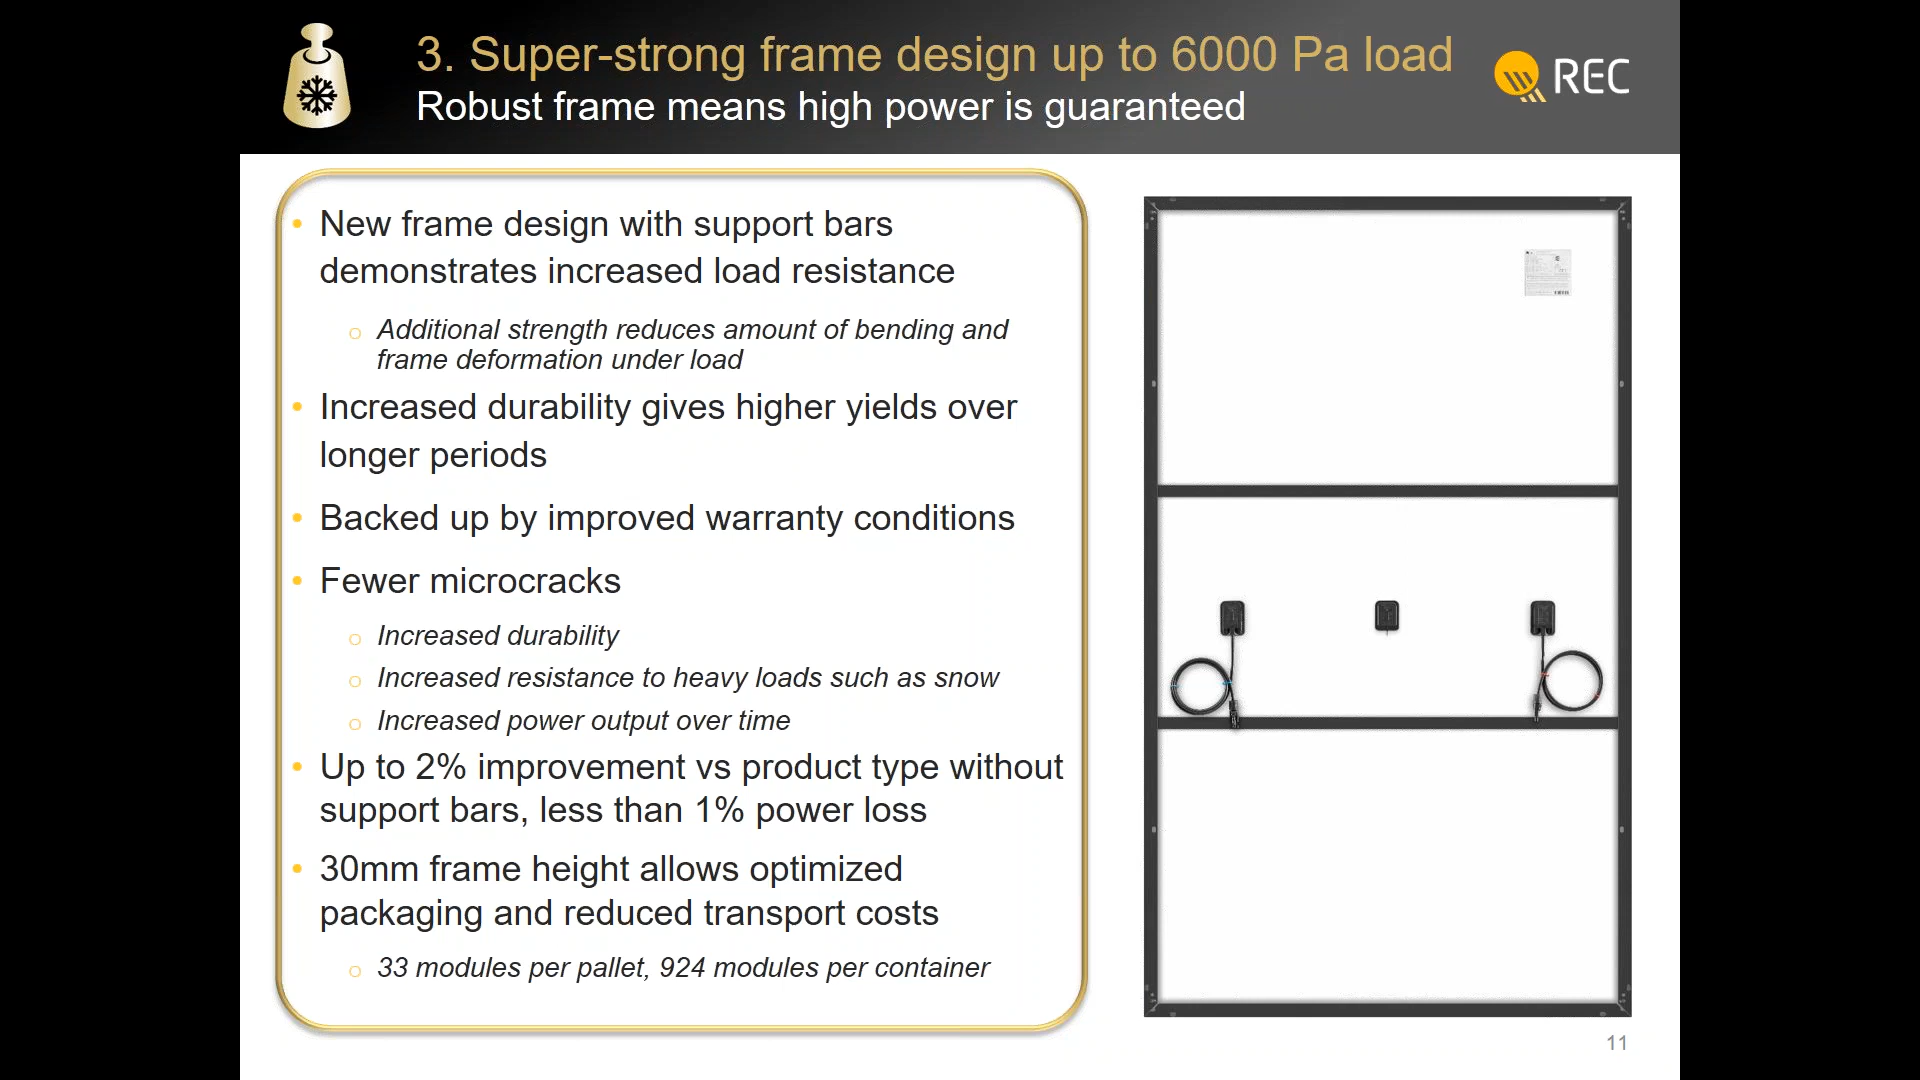 3. Super-strong frame design up to 6000 Pa load
Robust frame means high power is guaranteed
REC
• New frame design with support bars
demonstrates increased load resistance
o Additional strength reduces amount of bending and
frame deformation under load
• Increased durability gives higher yields over
longer periods
• Backed up by improved warranty conditions
• Fewer microcracks
o Increased durability
o Increased resistance to heavy loads such as snow
o Increased power output over time
• Up to 2% improvement vs product type without
support bars, less than 1% power loss
• 30mm frame height allows optimized
packaging and reduced transport costs
o 33 modules per pallet, 924 modules per container
11